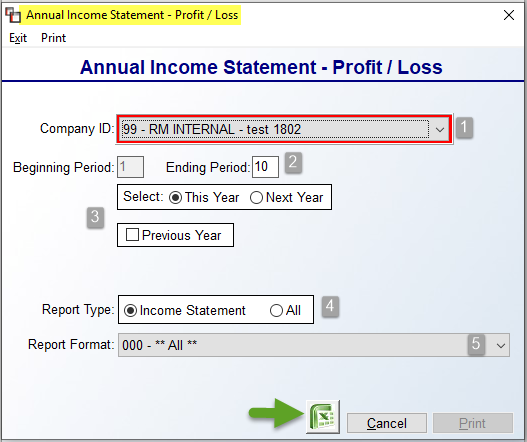 Annual Income Statement - Profit / Loss
Exit Print
Annual Income Statement - Profit / Loss
Company ID: 99 - RM INTERNAL - test 1802 1
Beginning Period: 1 Ending Period: 10 2
Select: This Year Next Year
3
Previous Year
Report Type: Income Statement All 4
Report Format: 000 - ** All ** 5
Cancel Print